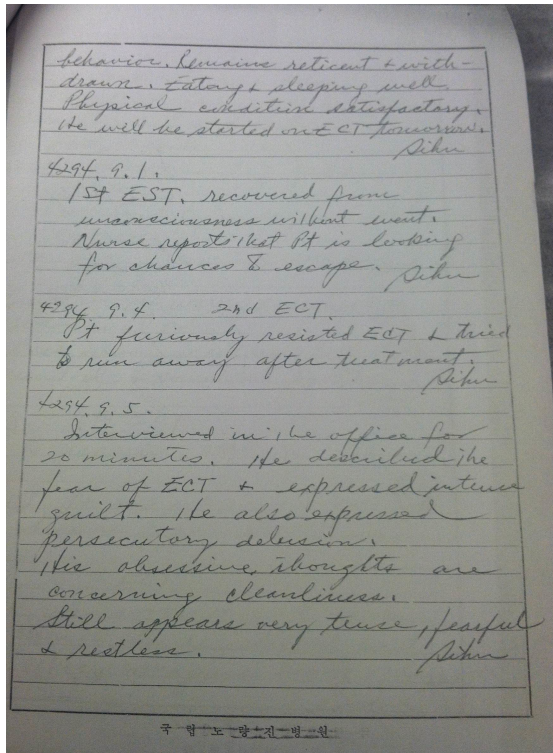 behavior. Remains reticent & with-
drawn. Eating & sleeping well.
Physical condition satisfactory.
He will be started on ECT tomorrow.
Sihn
4294. 9. 1.
1st EST. recovered from
unconsciousness without event.
Nurse reports that Pt is looking
for chances to escape. Sihn
4294 9. 4. 2nd ECT.
Pt furiously resisted ECT & tried
to run away after treatment.
Sihn
4294. 9. 5.
Interviewed in the office for
20 minutes. He described the
fear of ECT & expressed intense
guilt. He also expressed
persecutory delusion.
His obsessive thoughts are
concerning cleanliness.
Still appears very tense, fearful
& restless. Sihn
국립노량진병원